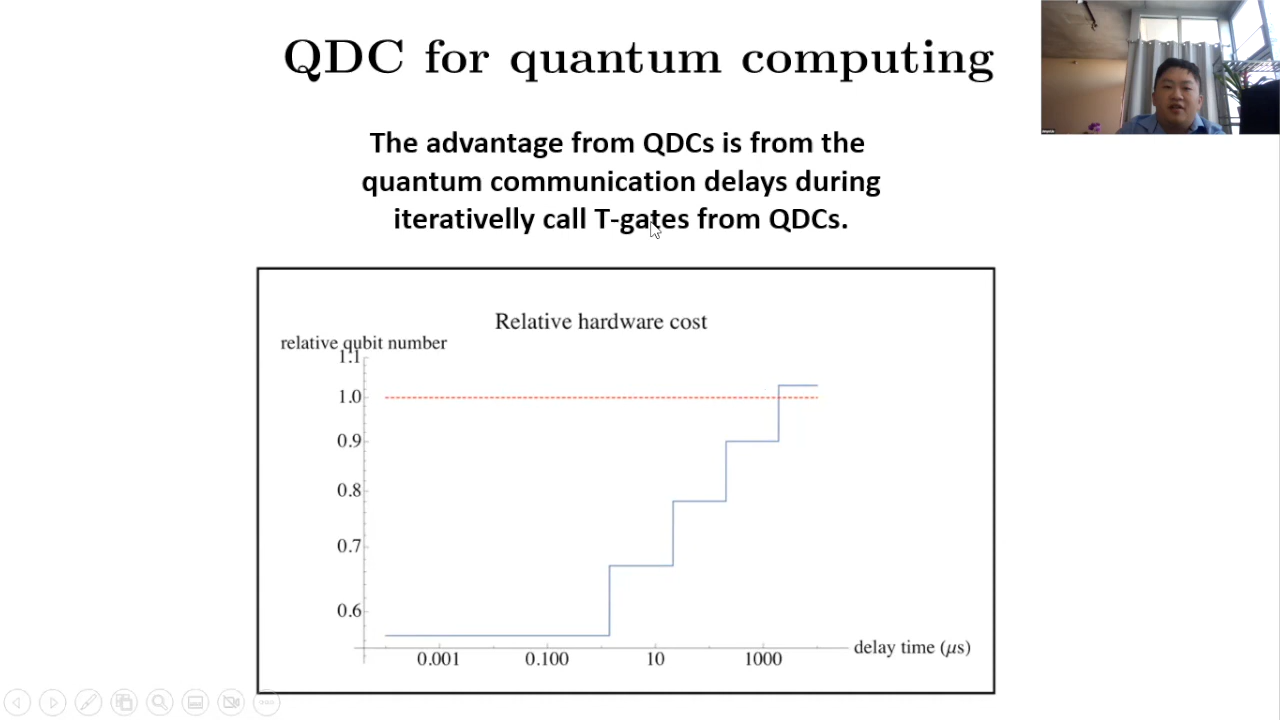 QDC for quantum computing
The advantage from QDCs is from the
quantum communication delays during
iterativelly call T-gates from QDCs.
Relative hardware cost
relative qubit number
1.1
1.0
0.9
0.8
0.7
0.6
0.001 0.100 10 1000
delay time (μs)